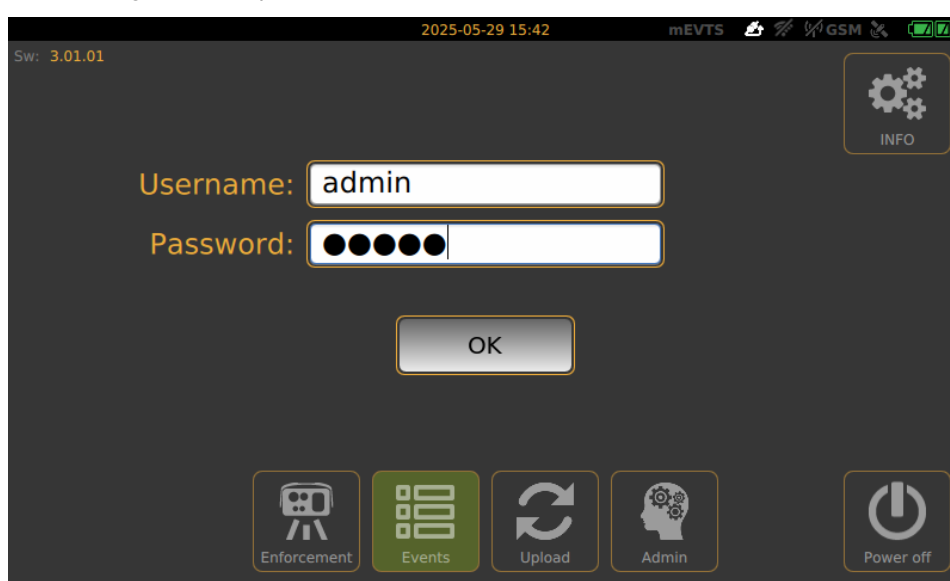 2025-05-29 15:42 mEVTS GSM
Sw: 3.01.01
INFO
Username: admin
Password: ●●●●●
OK
Enforcement Events Upload Admin Power off